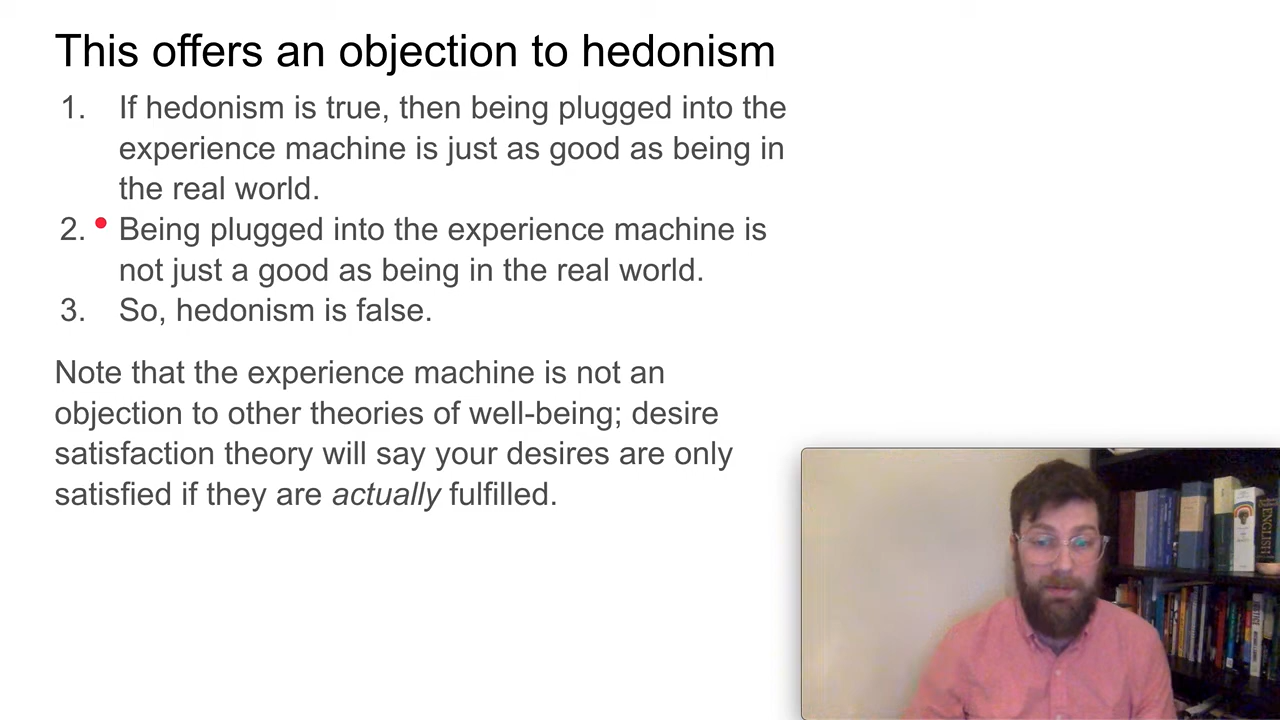 This offers an objection to hedonism
1. If hedonism is true, then being plugged into the
experience machine is just as good as being in
the real world.
2. Being plugged into the experience machine is
not just a good as being in the real world.
3. So, hedonism is false.
Note that the experience machine is not an
objection to other theories of well-being; desire
satisfaction theory will say your desires are only
satisfied if they are actually fulfilled.
ENGLISH